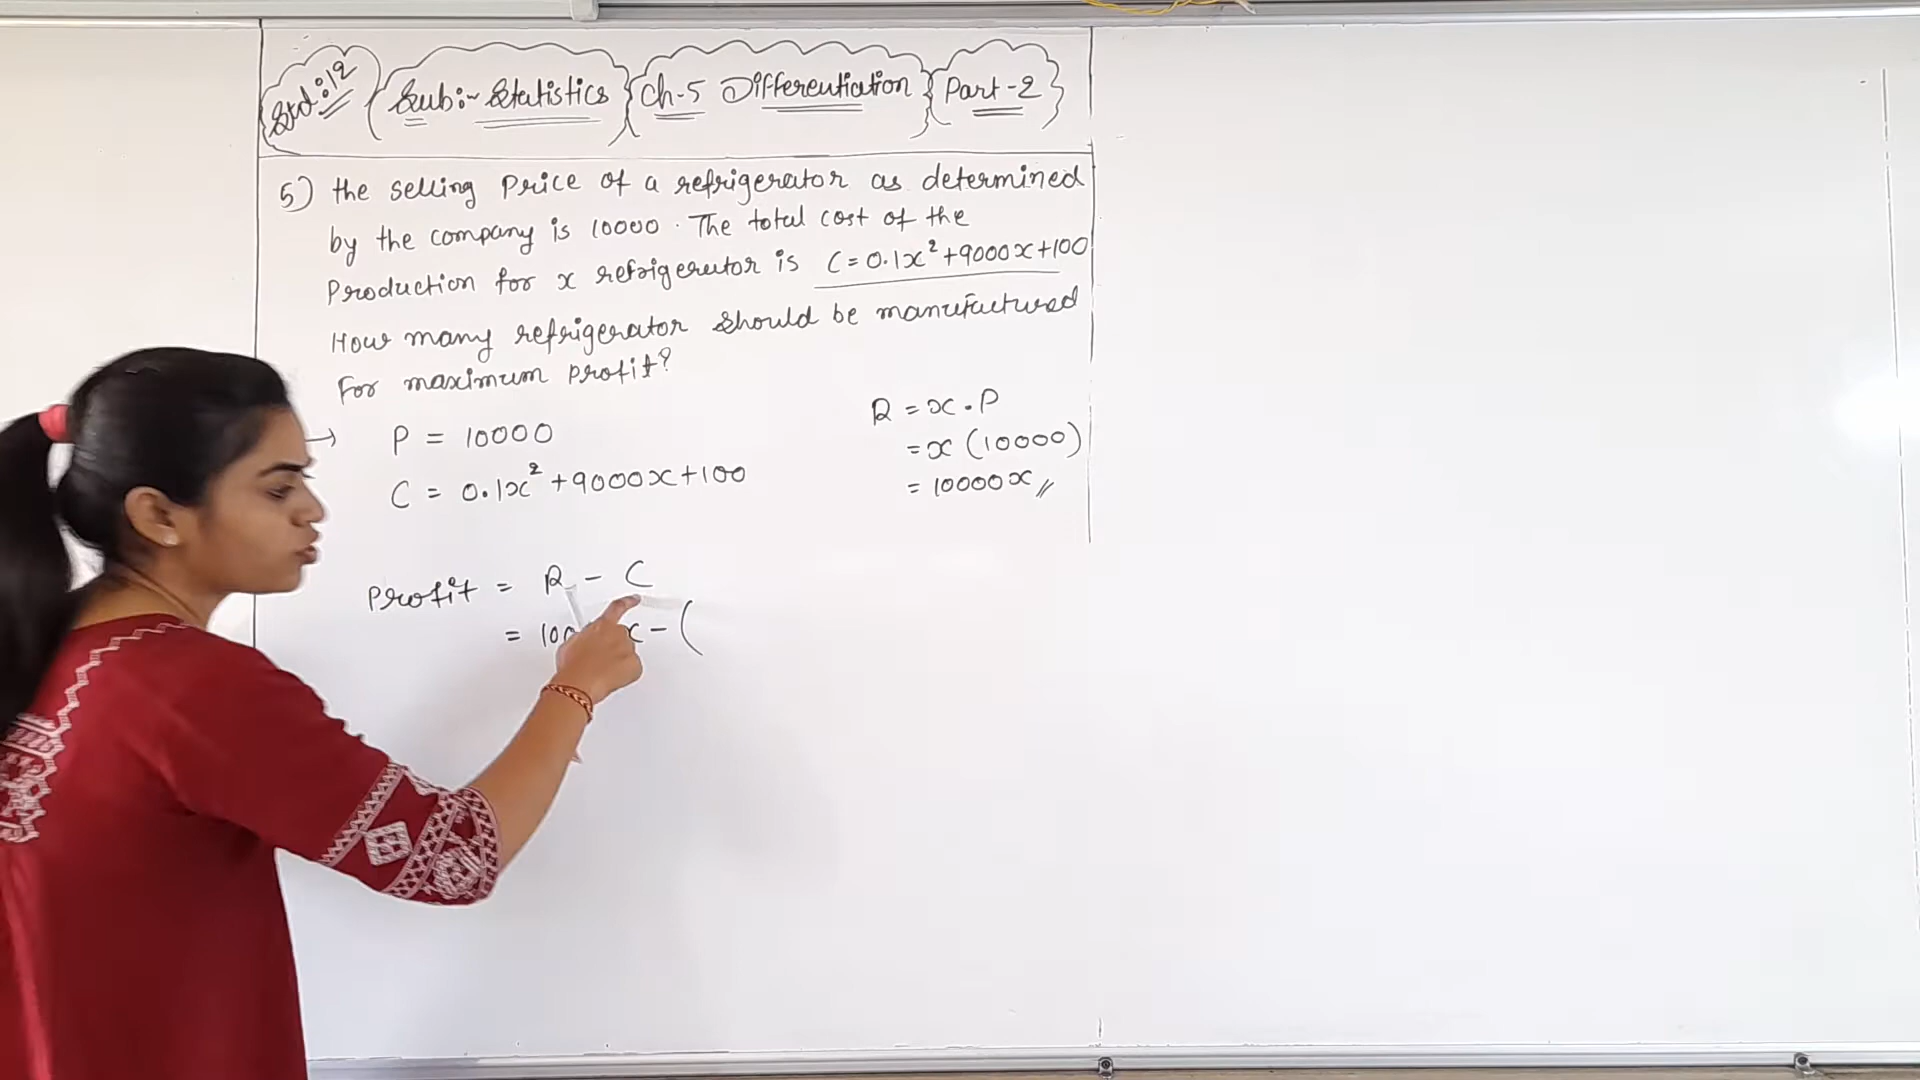 Std:12 Sub:- Statistics Ch-5 Differentiation Part-2
5) the selling Price of a refrigerator as determined
by the company is 10000. The total cost of the
Production for x refrigerator is C=0.1x²+9000x+100
How many refrigerator should be manufactured
For maximum profit?
→ P = 10000
C = 0.1x²+9000x+100
R = x.P
= x (10000)
= 10000x //
Profit = R - C
= 100 x - (